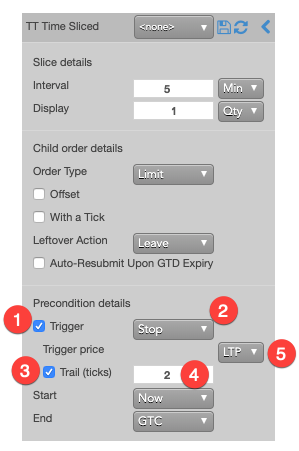 TT Time Sliced <none>
Slice details
Interval 5 Min
Display 1 Qty
Child order details
Order Type Limit
Offset
With a Tick
Leftover Action Leave
Auto-Resubmit Upon GTD Expiry
Precondition details
1 Trigger Stop 2
Trigger price LTP 5
3 Trail (ticks) 2 4
Start Now
End GTC